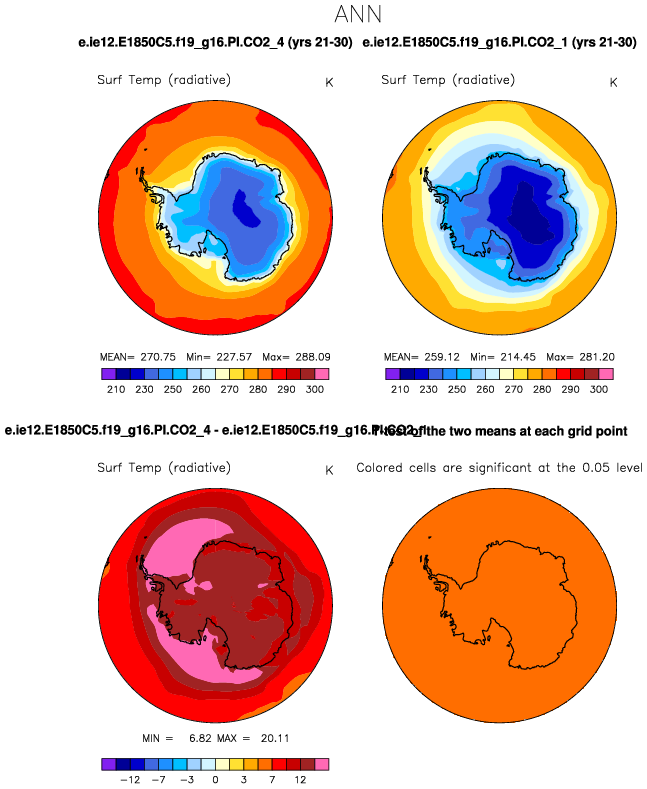 ANN
e.ie12.E1850C5.f19_g16.PI.CO2_4 (yrs 21-30) e.ie12.E1850C5.f19_g16.PI.CO2_1 (yrs 21-30)
Surf Temp (radiative) K Surf Temp (radiative) K
MEAN= 270.75 Min= 227.57 Max= 288.09 MEAN= 259.12 Min= 214.45 Max= 281.20
210 230 250 260 270 280 290 300 210 230 250 260 270 280 290 300
e.ie12.E1850C5.f19_g16.PI.CO2_4 - e.ie12.E1850C5.f19_g16.PI.CO2_1 of the two means at each grid point
Surf Temp (radiative) K Colored cells are significant at the 0.05 level
MIN = 6.82 MAX = 20.11
-12 -7 -3 0 3 7 12